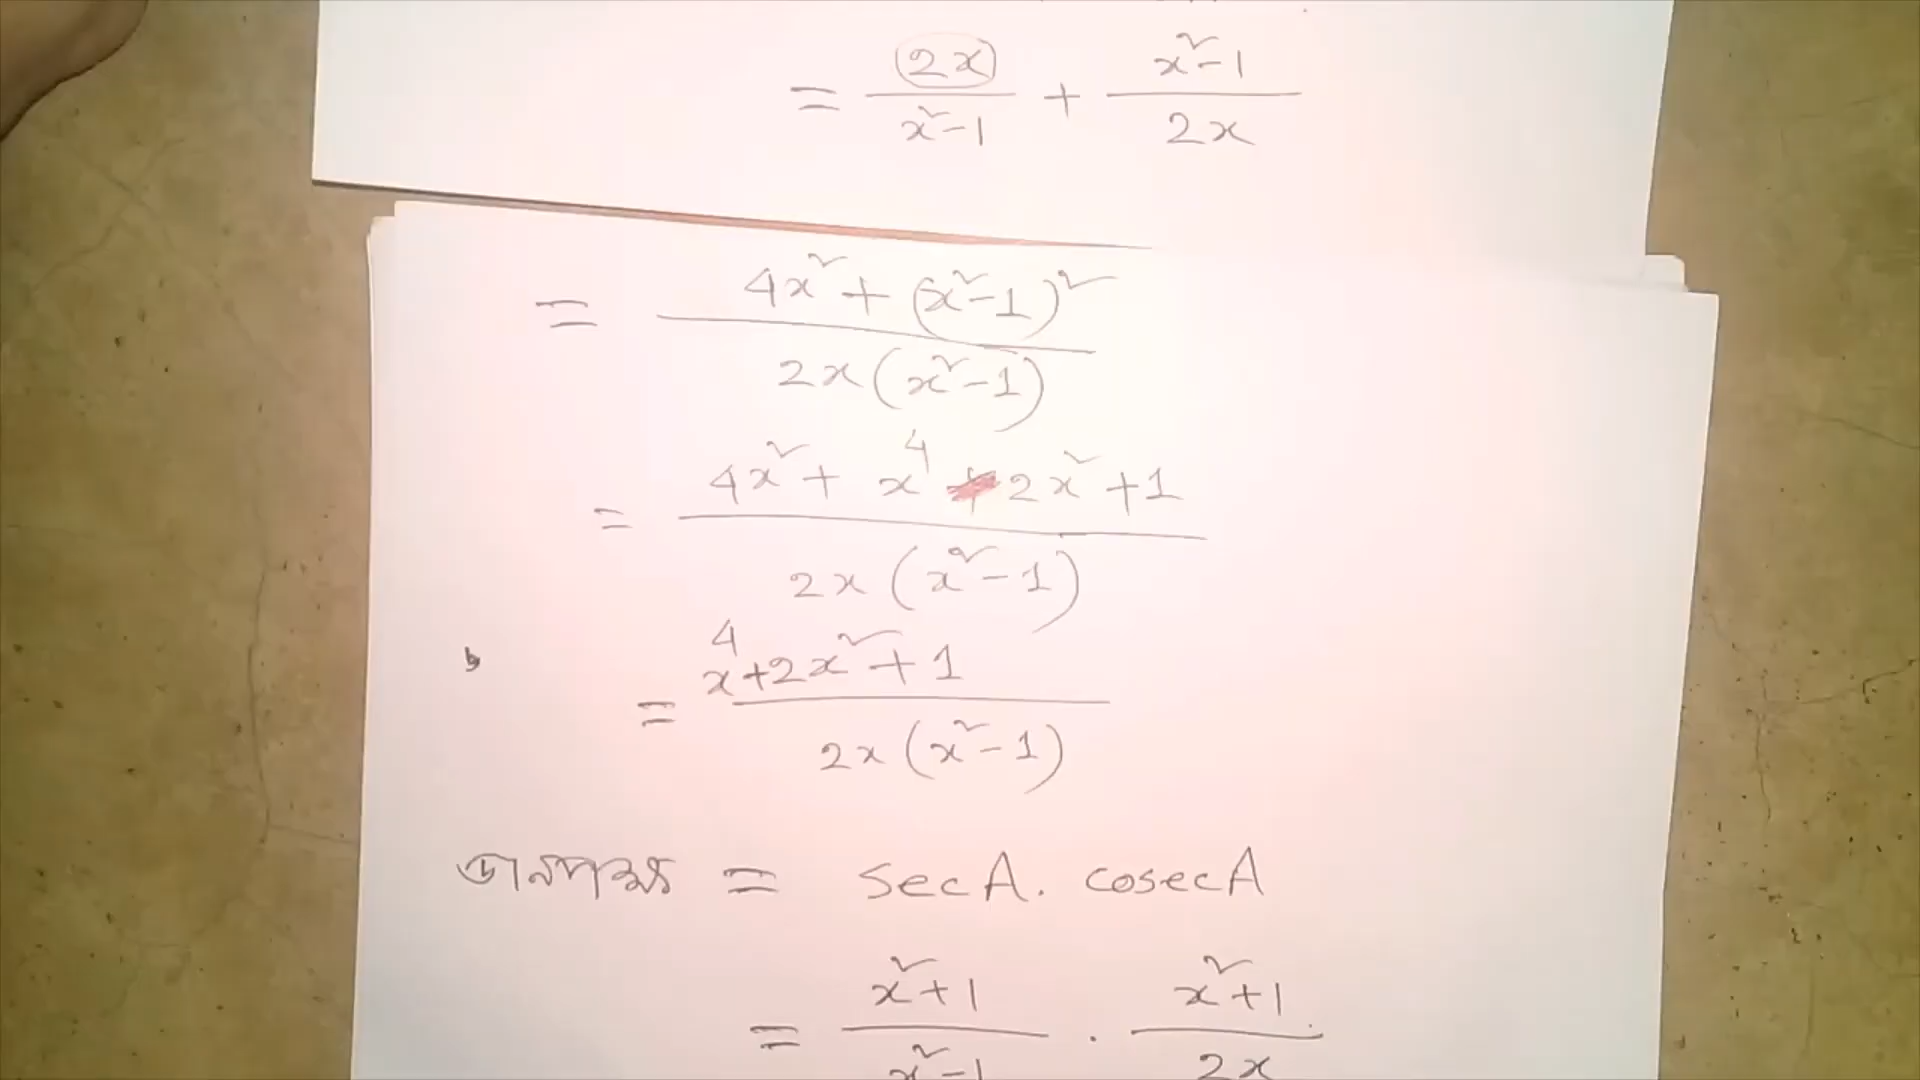 = 2x/(x²-1) + (x²-1)/2x
= (4x² + (x²-1)²)/(2x(x²-1))
= (4x² + x⁴ - 2x² + 1)/(2x(x²-1))
= (x⁴+2x²+1)/(2x(x²-1))
ডানপক্ষ = secA. cosecA
= (x²+1)/(x²-1) . (x²+1)/2x